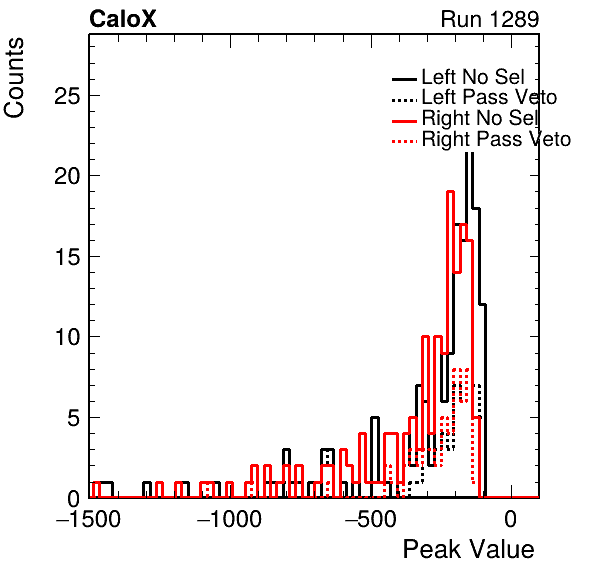 CaloX Run 1289
Counts
Left No Sel
Left Pass Veto
Right No Sel
Right Pass Veto
25
20
15
10
5
0
−1500 −1000 −500 0
Peak Value